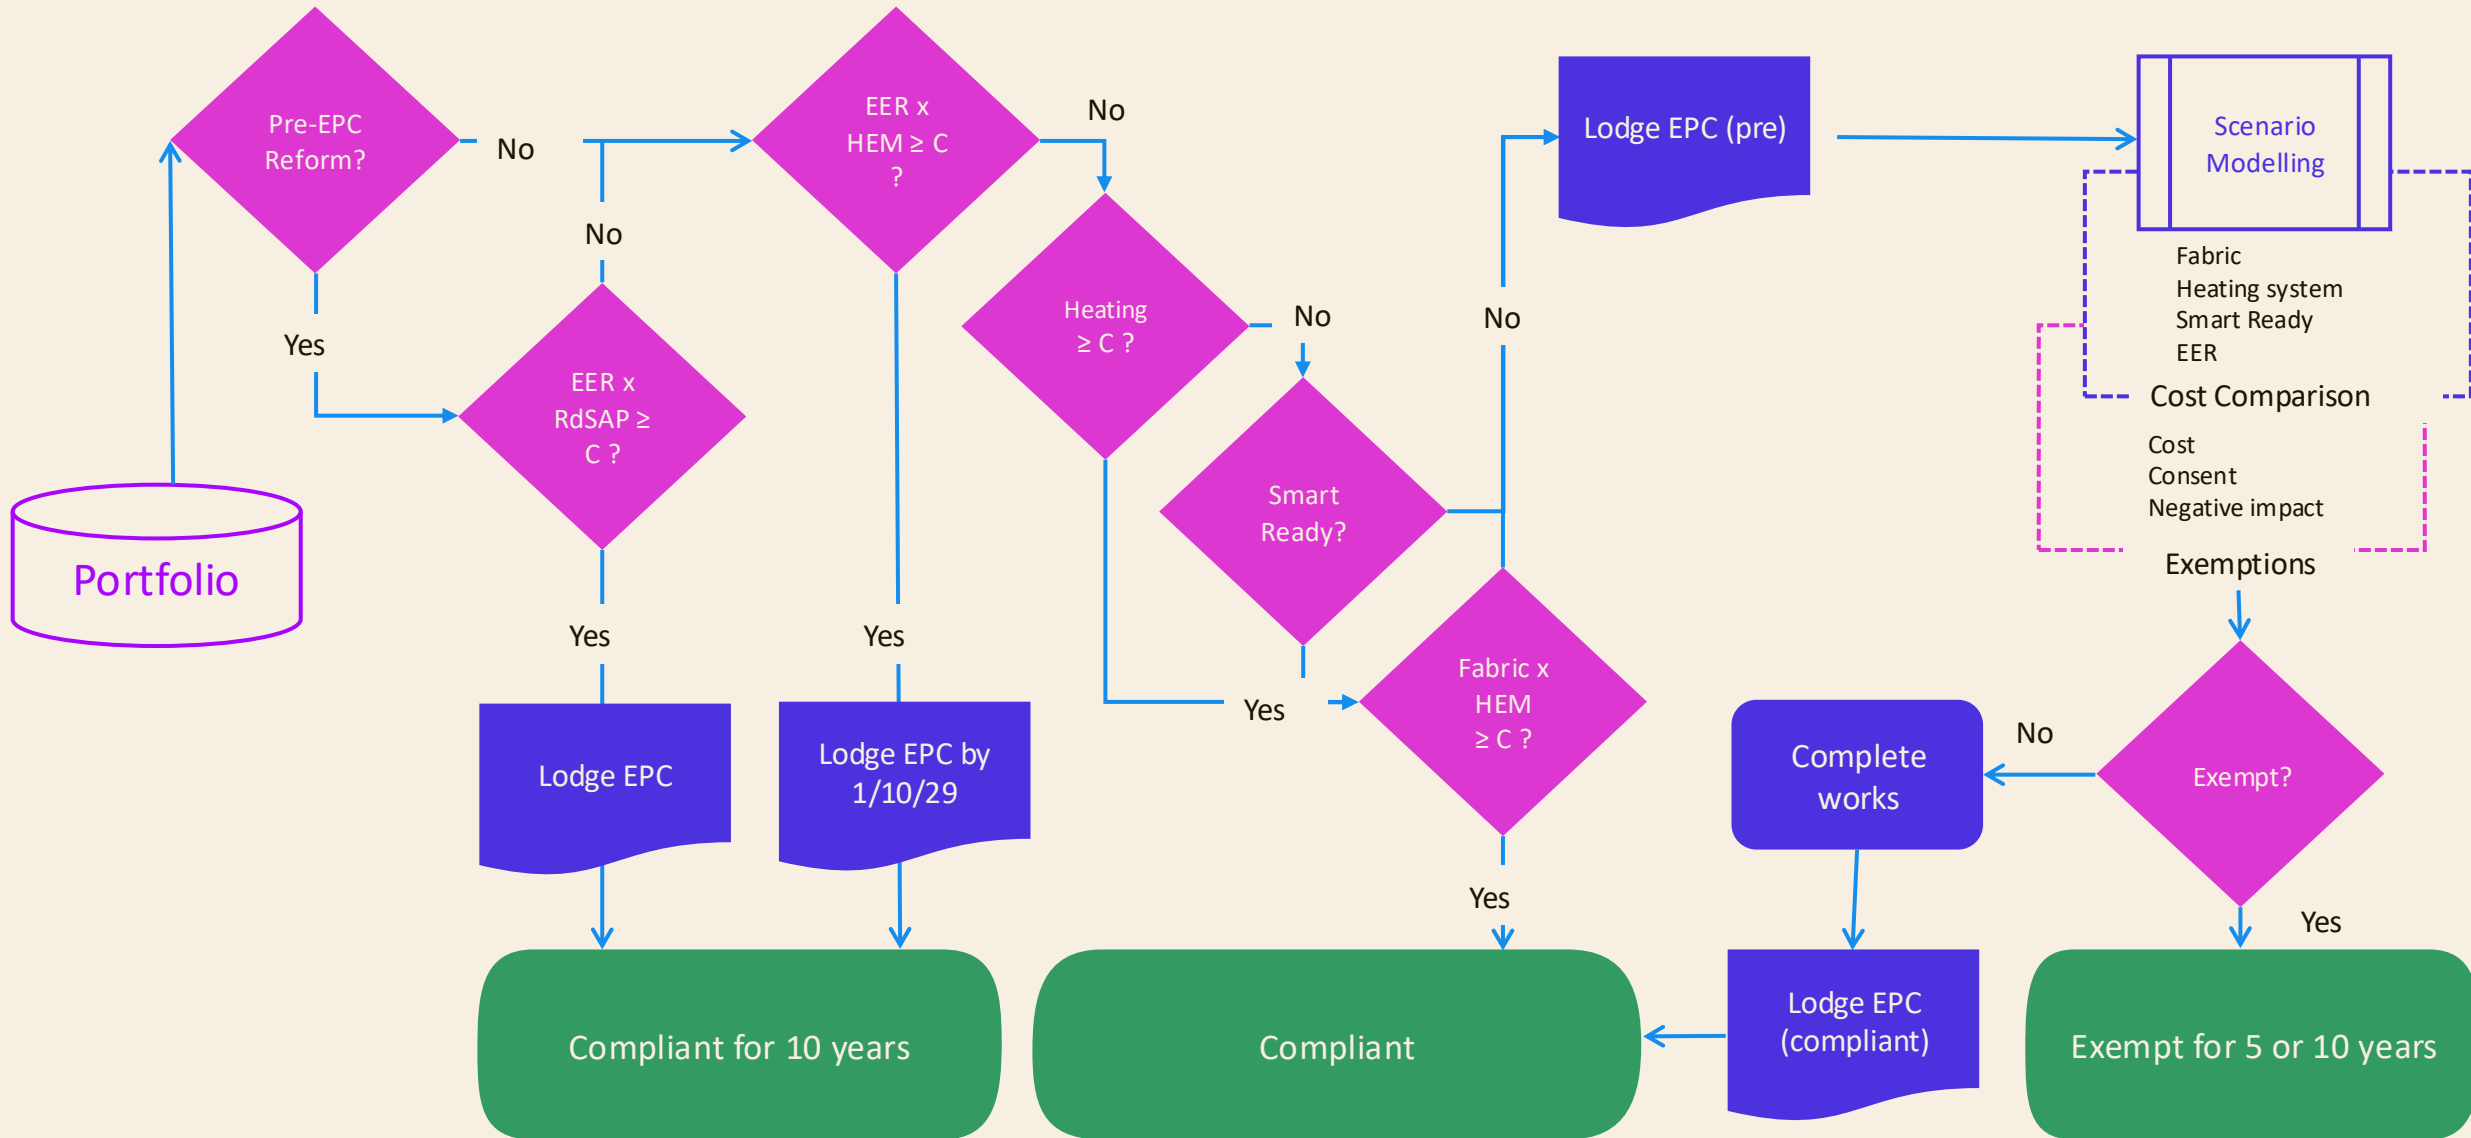 Pre-EPC
Reform?
No
Yes
Portfolio
EER x
RdSAP ≥
C ?
No
Yes
Lodge EPC
EER x
HEM ≥ C
?
No
Yes
Lodge EPC by
1/10/29
Compliant for 10 years
Heating
≥ C ?
No
Smart
Ready?
Yes
No
Fabric x
HEM
≥ C ?
Yes
Compliant
Lodge EPC (pre)
Scenario
Modelling
Fabric
Heating system
Smart Ready
EER
Cost Comparison
Cost
Consent
Negative impact
Exemptions
Exempt?
No
Complete
works
Lodge EPC
(compliant)
Yes
Exempt for 5 or 10 years